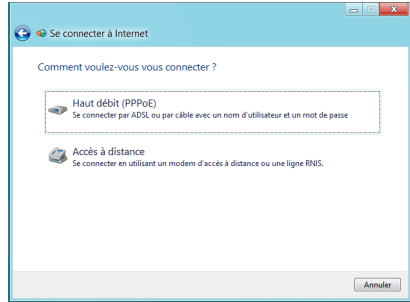 Se connecter à Internet
Comment voulez-vous vous connecter ?
Haut débit (PPPoE)
Se connecter par ADSL ou par câble avec un nom d'utilisateur et un mot de passe
Accès à distance
Se connecter en utilisant un modem d'accès à distance ou une ligne RNIS.
Annuler